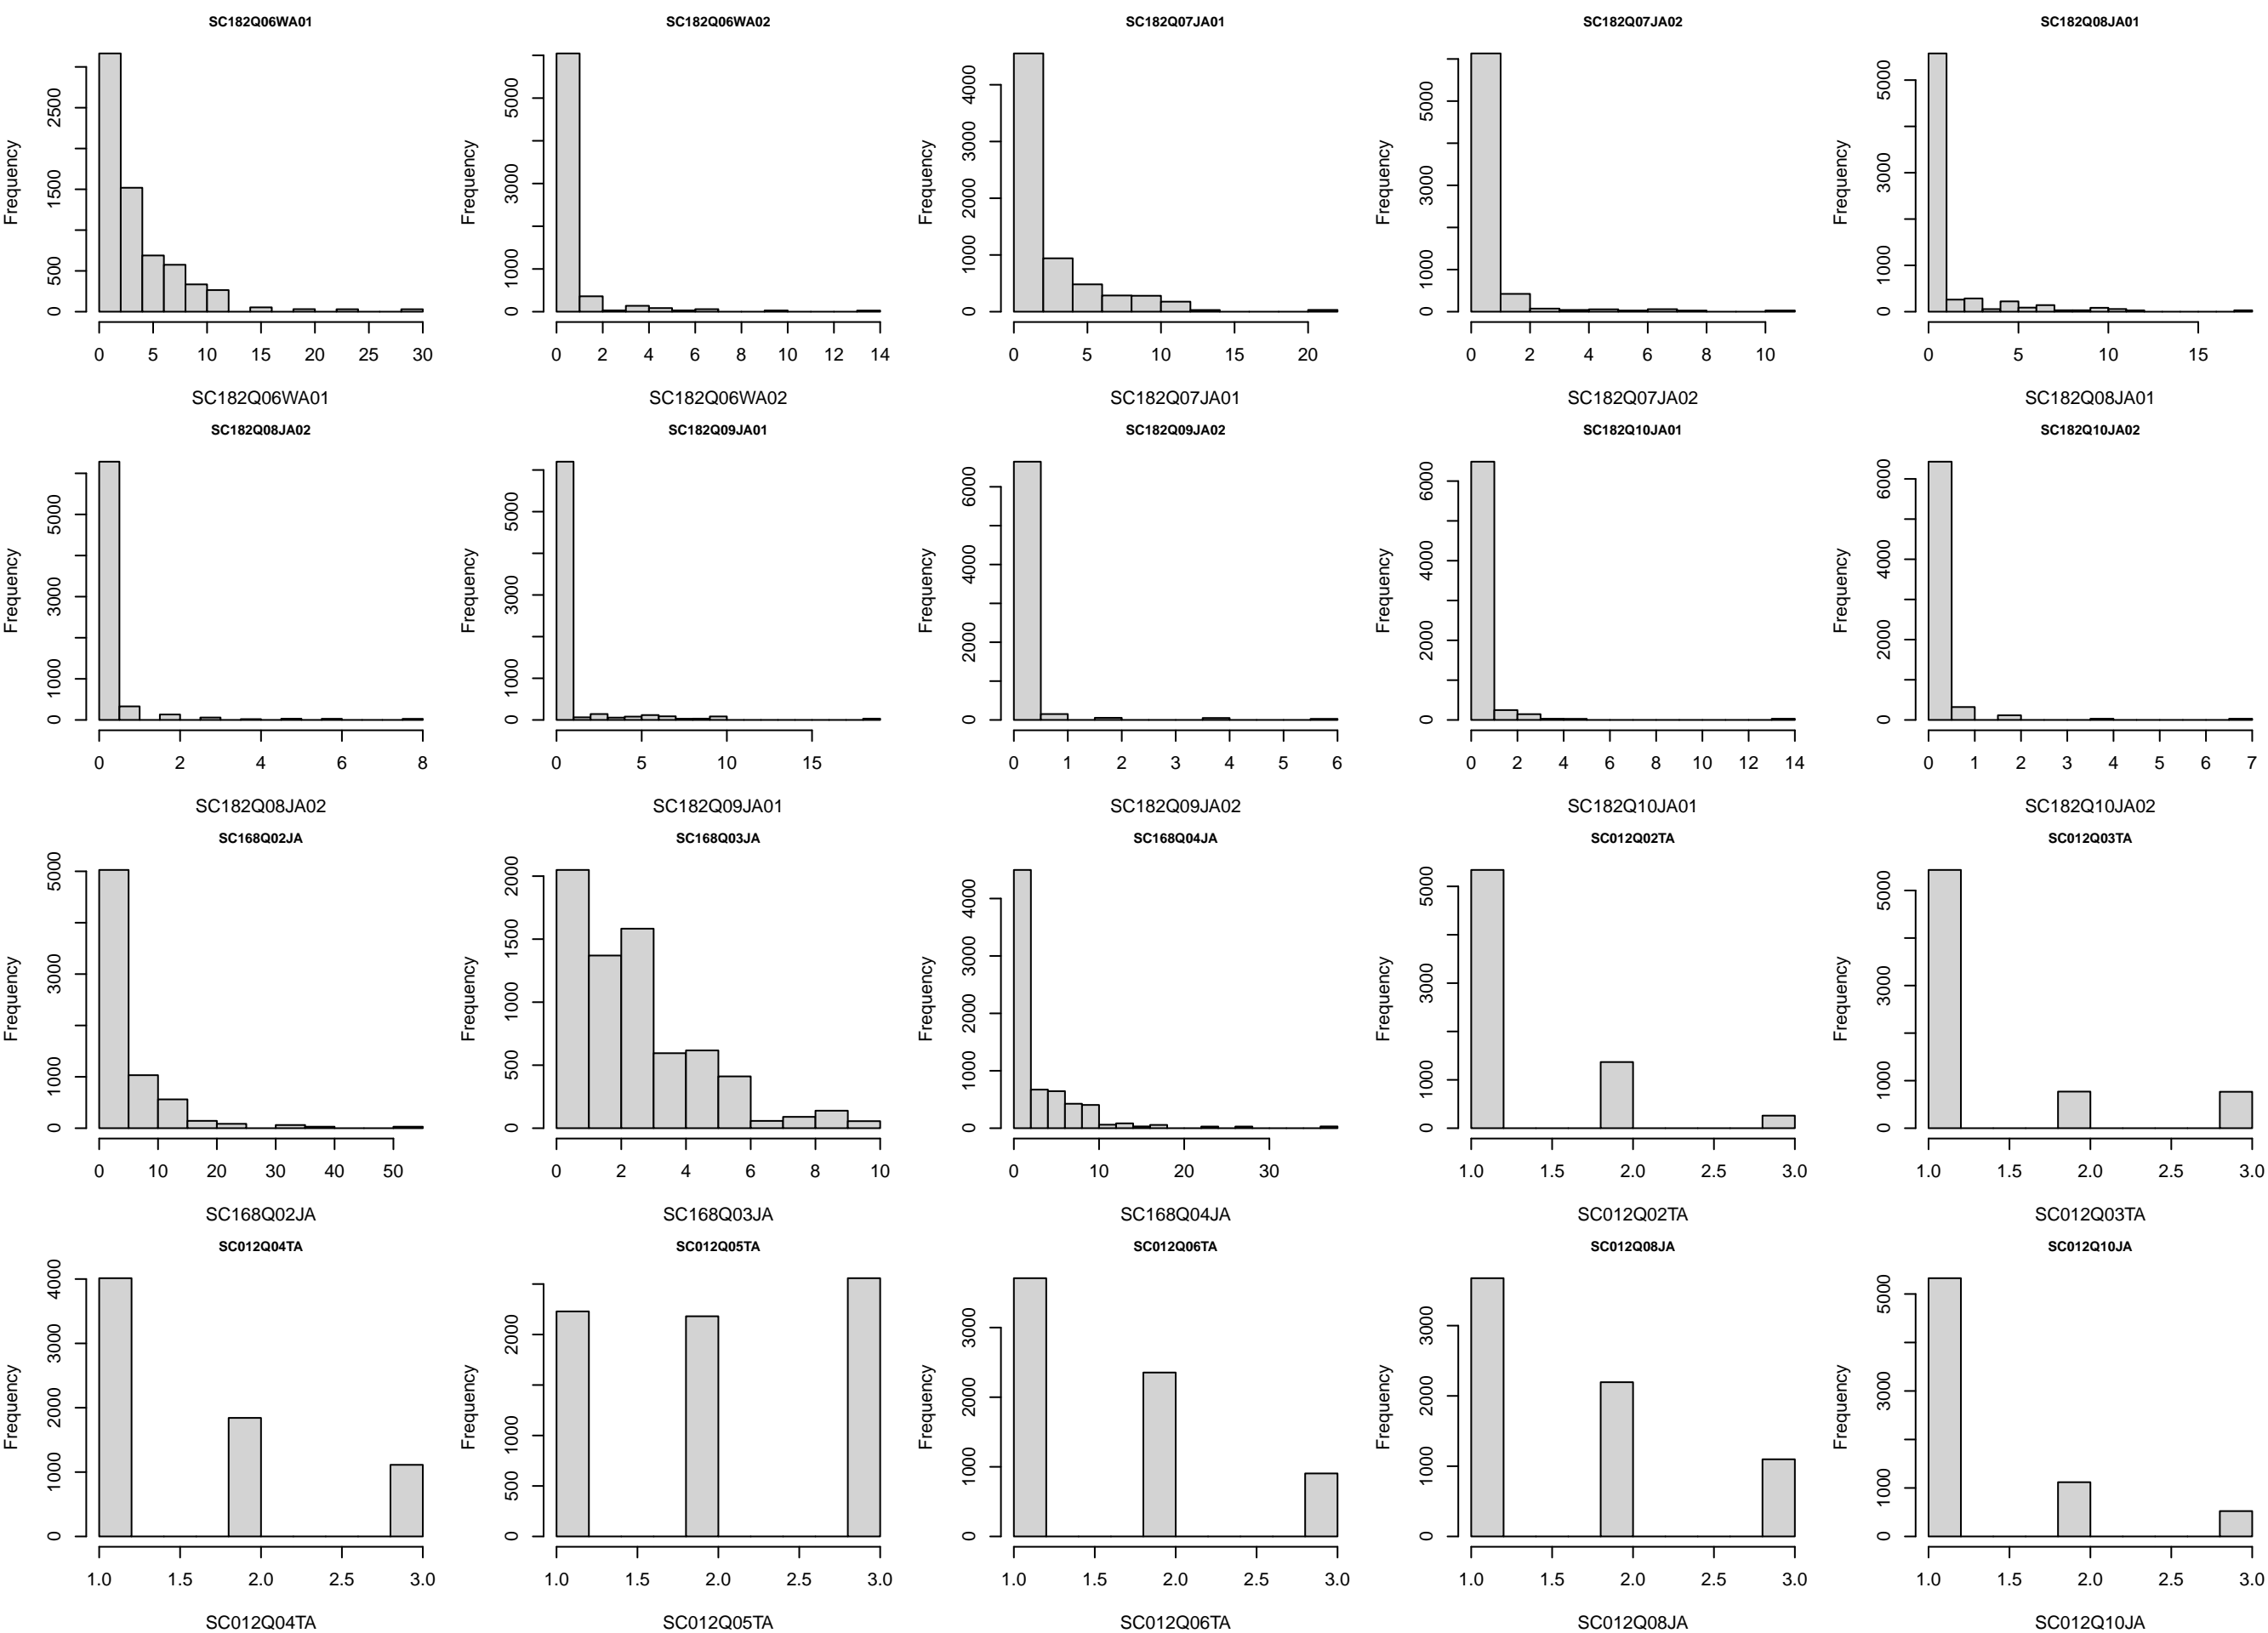 SC182Q06WA01
Frequency
0 500 1500 2500
0 5 10 15 20 25 30
SC182Q06WA01
SC182Q06WA02
Frequency
0 1000 3000 5000
0 2 4 6 8 10 12 14
SC182Q06WA02
SC182Q07JA01
Frequency
0 1000 2000 3000 4000
0 5 10 15 20
SC182Q07JA01
SC182Q07JA02
Frequency
0 1000 3000 5000
0 2 4 6 8 10
SC182Q07JA02
SC182Q08JA01
Frequency
0 1000 3000 5000
0 5 10 15
SC182Q08JA01
SC182Q08JA02
Frequency
0 1000 3000 5000
0 2 4 6 8
SC182Q08JA02
SC182Q09JA01
Frequency
0 1000 3000 5000
0 5 10 15
SC182Q09JA01
SC182Q09JA02
Frequency
0 2000 4000 6000
0 1 2 3 4 5 6
SC182Q09JA02
SC182Q10JA01
Frequency
0 2000 4000 6000
0 2 4 6 8 10 12 14
SC182Q10JA01
SC182Q10JA02
Frequency
0 2000 4000 6000
0 1 2 3 4 5 6 7
SC182Q10JA02
SC168Q02JA
Frequency
0 1000 3000 5000
0 10 20 30 40 50
SC168Q02JA
SC168Q03JA
Frequency
0 500 1000 1500 2000
0 2 4 6 8 10
SC168Q03JA
SC168Q04JA
Frequency
0 1000 2000 3000 4000
0 10 20 30
SC168Q04JA
SC012Q02TA
Frequency
0 1000 3000 5000
1.0 1.5 2.0 2.5 3.0
SC012Q02TA
SC012Q03TA
Frequency
0 1000 3000 5000
1.0 1.5 2.0 2.5 3.0
SC012Q03TA
SC012Q04TA
Frequency
0 1000 2000 3000 4000
1.0 1.5 2.0 2.5 3.0
SC012Q04TA
SC012Q05TA
Frequency
0 500 1000 2000
1.0 1.5 2.0 2.5 3.0
SC012Q05TA
SC012Q06TA
Frequency
0 1000 2000 3000
1.0 1.5 2.0 2.5 3.0
SC012Q06TA
SC012Q08JA
Frequency
0 1000 2000 3000
1.0 1.5 2.0 2.5 3.0
SC012Q08JA
SC012Q10JA
Frequency
0 1000 3000 5000
1.0 1.5 2.0 2.5 3.0
SC012Q10JA